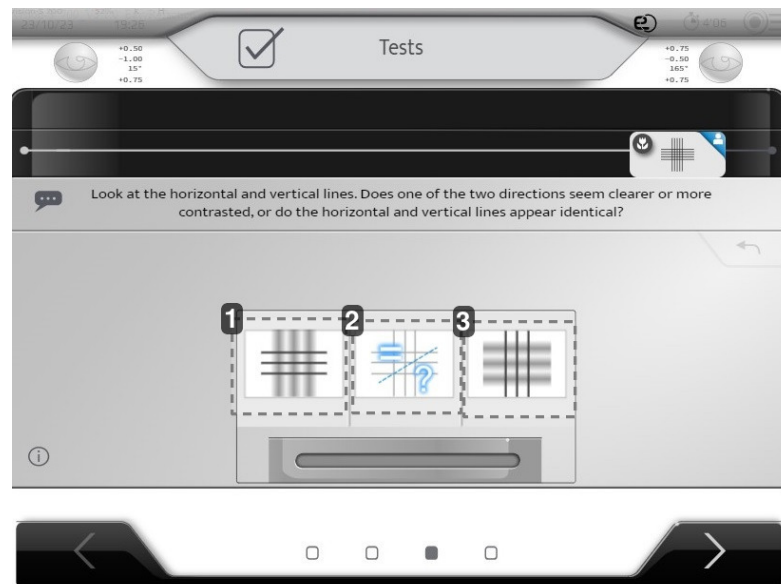 23/10/23 19:26
Tests
4'06
+0.50
-1.00
15°
+0.75
+0.75
-0.50
165°
+0.75
Look at the horizontal and vertical lines. Does one of the two directions seem clearer or more
contrasted, or do the horizontal and vertical lines appear identical?
1 2 3
=
?
i